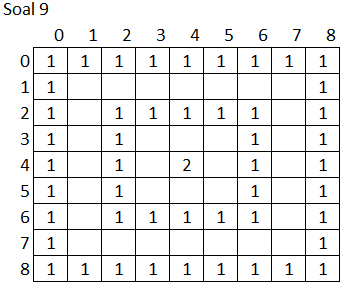 Soal 9
0 1 2 3 4 5 6 7 8
0 1 1 1 1 1 1 1 1 1
1 1 1
2 1 1 1 1 1 1 1
3 1 1 1 1
4 1 1 2 1 1
5 1 1 1 1
6 1 1 1 1 1 1 1
7 1 1
8 1 1 1 1 1 1 1 1 1